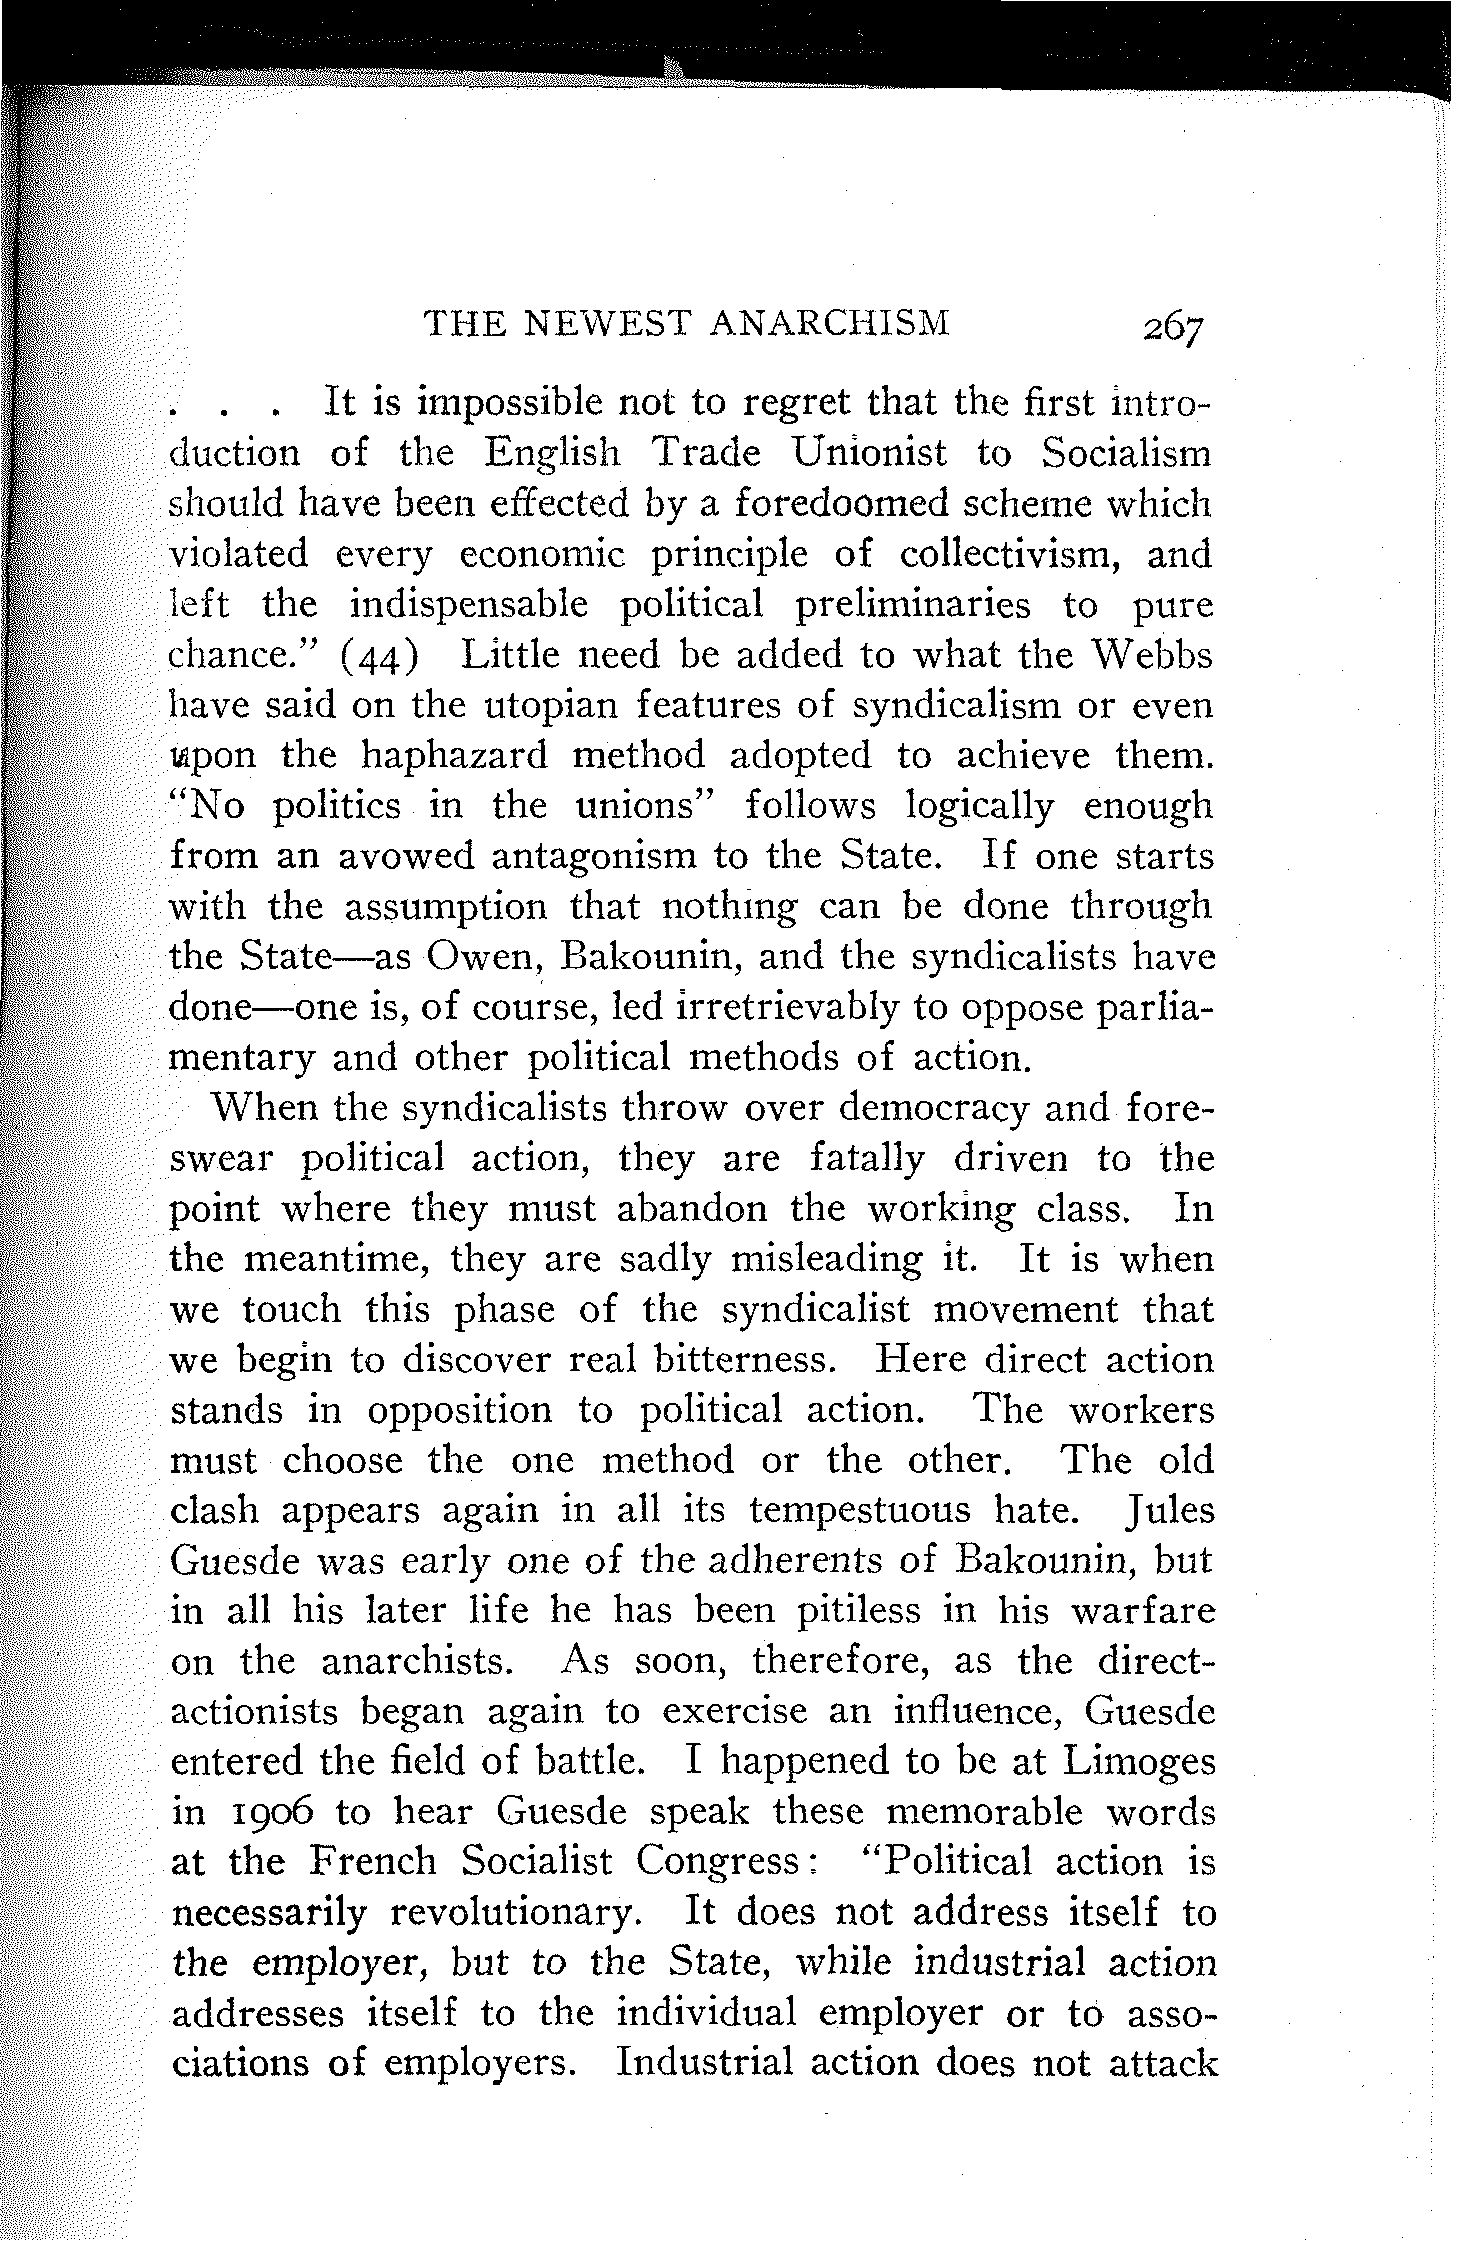 THE NEWEST ANARCHISM 267
. . . It is impossible not to regret that the first intro-
duction of the English Trade Unionist to Socialism
should have been effected by a foredoomed scheme which
violated every economic principle of collectivism, and
left the indispensable political preliminaries to pure
chance.” (44) Little need be added to what the Webbs
have said on the utopian features of syndicalism or even
upon the haphazard method adopted to achieve them.
“No politics in the unions” follows logically enough
from an avowed antagonism to the State. If one starts
with the assumption that nothing can be done through
the State—as Owen, Bakounin, and the syndicalists have
done—one is, of course, led irretrievably to oppose parlia-
mentary and other political methods of action.
When the syndicalists throw over democracy and fore-
swear political action, they are fatally driven to the
point where they must abandon the working class. In
the meantime, they are sadly misleading it. It is when
we touch this phase of the syndicalist movement that
we begin to discover real bitterness. Here direct action
stands in opposition to political action. The workers
must choose the one method or the other. The old
clash appears again in all its tempestuous hate. Jules
Guesde was early one of the adherents of Bakounin, but
in all his later life he has been pitiless in his warfare
on the anarchists. As soon, therefore, as the direct-
actionists began again to exercise an influence, Guesde
entered the field of battle. I happened to be at Limoges
in 1906 to hear Guesde speak these memorable words
at the French Socialist Congress: “Political action is
necessarily revolutionary. It does not address itself to
the employer, but to the State, while industrial action
addresses itself to the individual employer or to asso-
ciations of employers. Industrial action does not attack